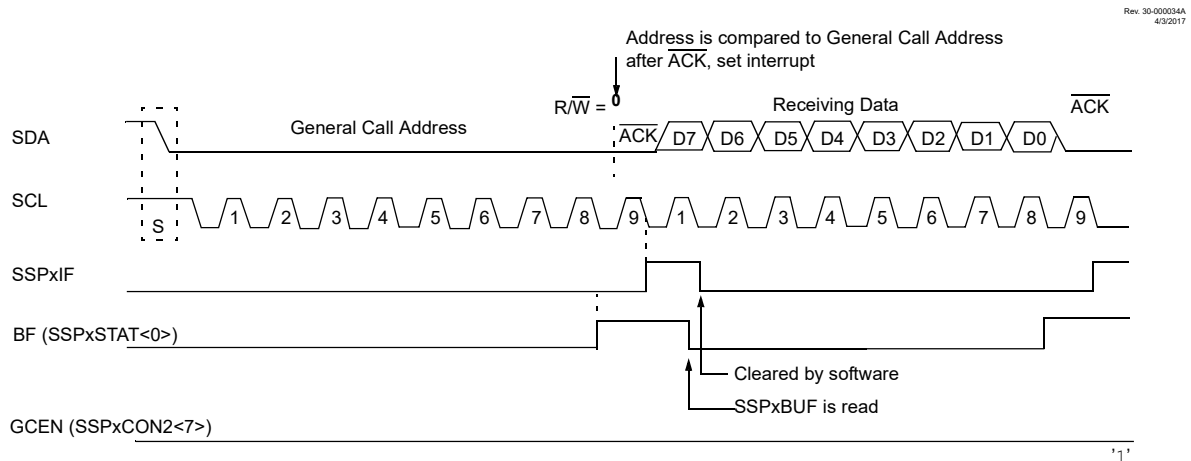 Rev. 30-000034A
4/3/2017
Address is compared to General Call Address
after ACK, set interrupt
R/W = 0
Receiving Data
ACK
SDA
General Call Address
ACK
D7 D6 D5 D4 D3 D2 D1 D0
SCL
S
1 2 3 4 5 6 7 8 9 1 2 3 4 5 6 7 8 9
SSPxIF
BF (SSPxSTAT<0>)
Cleared by software
SSPxBUF is read
GCEN (SSPxCON2<7>)
'1'